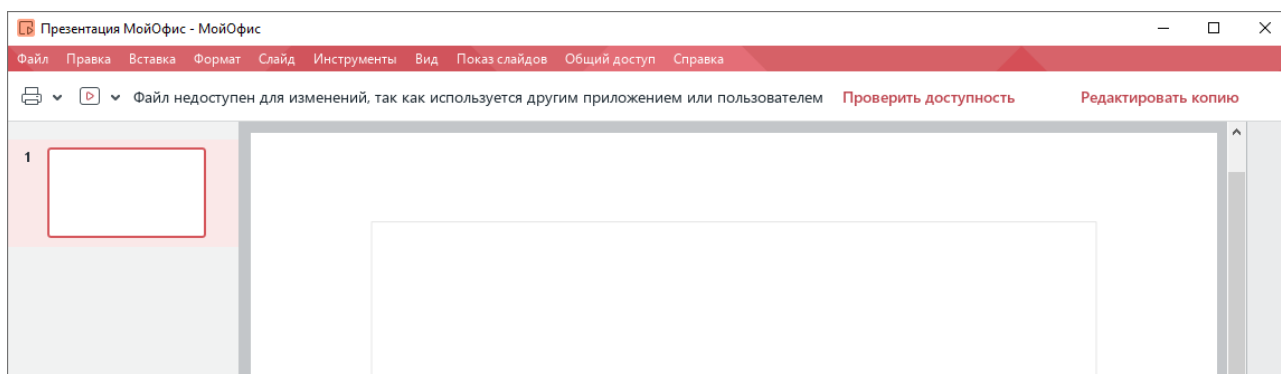 Презентация МойОфис - МойОфис
Файл Правка Вставка Формат Слайд Инструменты Вид Показ слайдов Общий доступ Справка
Файл недоступен для изменений, так как используется другим приложением или пользователем Проверить доступность Редактировать копию
1